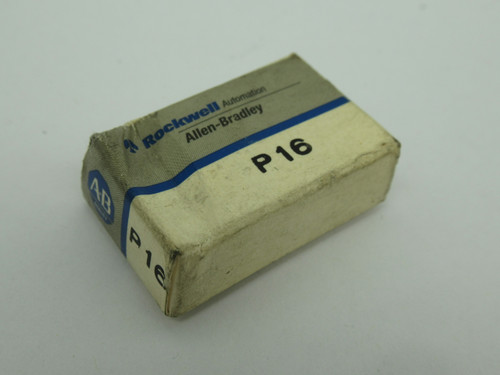 Rockwell Automation
Allen-Bradley
P16
AB
P16